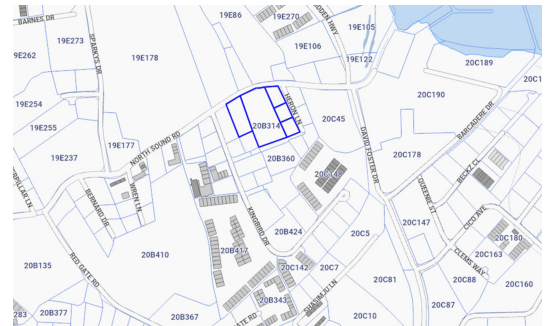 BARNES DR
19E86
19E270
19E105
19E273
19E106
19E262
SPARKYS DR
19E178
19E122
20C189
20C190
19E254
HERON LN
BARCADERE DR
19E255
20B314
20C45
NORTH SOUND RD
DAVID FOSTER DR
19E177
19E237
20B360
20C178
BECKZ CL
20C148
WREN LN
BERNARD DR
QUEENIE ST
KINGBIRD DR
CICO AVE
20C147
20B424
20C5
20C180
20B410
20B417
20C163
RED GATE RD
CLEMS WAY
20B135
20C142
20C7
20C81
20C88
20C160
20B343
20B377
20B367
20C10
20C87
283